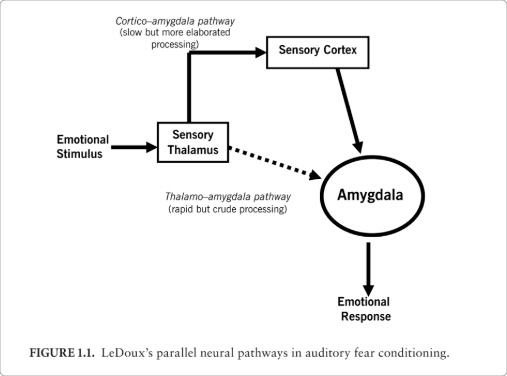 Cortico–amygdala pathway
(slow but more elaborated
processing)
Sensory Cortex
Emotional
Stimulus
Sensory
Thalamus
Thalamo–amygdala pathway
(rapid but crude processing)
Amygdala
Emotional
Response
FIGURE 1.1. LeDoux’s parallel neural pathways in auditory fear conditioning.